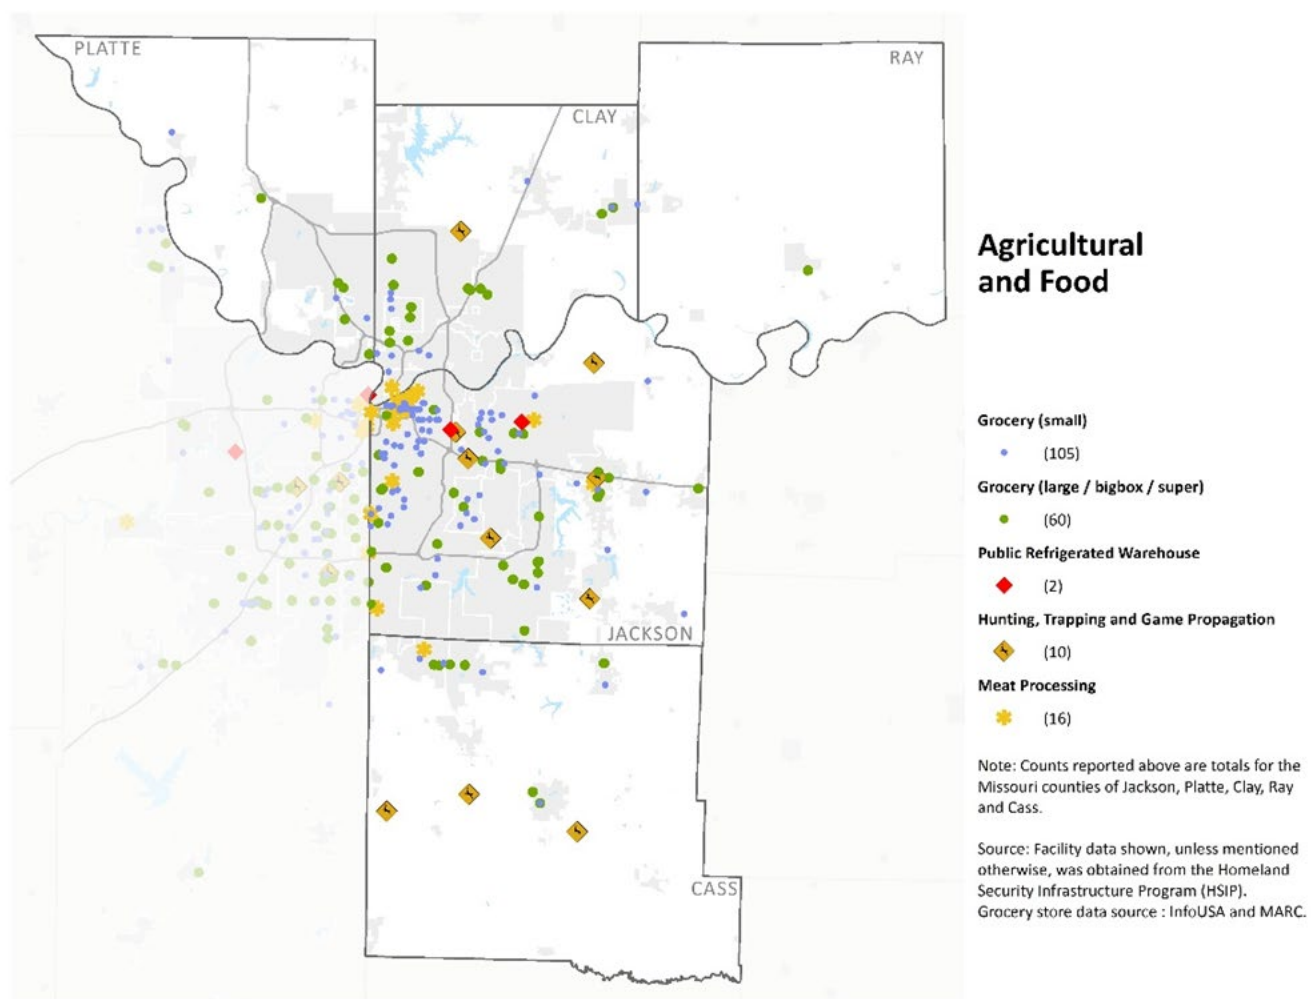 PLATTE
RAY
CLAY
JACKSON
CASS
Agricultural
and Food
Grocery (small)
(105)
Grocery (large / bigbox / super)
(60)
Public Refrigerated Warehouse
(2)
Hunting, Trapping and Game Propagation
(10)
Meat Processing
(16)
Note: Counts reported above are totals for the
Missouri counties of Jackson, Platte, Clay, Ray
and Cass.
Source: Facility data shown, unless mentioned
otherwise, was obtained from the Homeland
Security Infrastructure Program (HSIP).
Grocery store data source : InfoUSA and MARC.